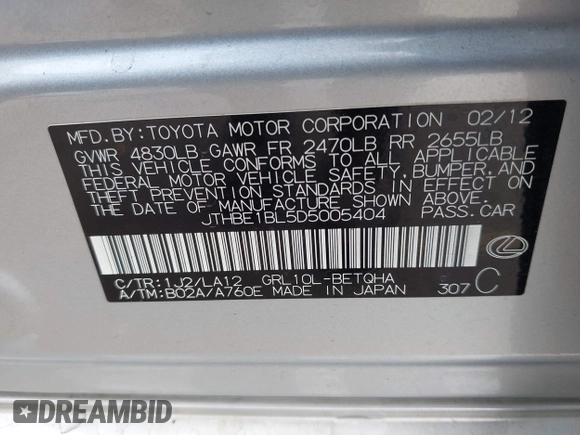 MFD.BY:TOYOTA MOTOR CORPORATION 02/12
GVWR 4830LB GAWR FR 2470LB RR 2655LB
THIS VEHICLE CONFORMS TO ALL APPLICABLE
FEDERAL MOTOR VEHICLE SAFETY,BUMPER,AND
THEFT PREVENTION STANDARDS IN EFFECT ON
THE DATE OF MANUFACTURE SHOWN ABOVE.
JTHBE1BL5D5005404 PASS.CAR
C/TR:1J2/LA12 GRL10L-BETQHA
A/TM:B02A/A760E MADE IN JAPAN 307 C
DREAMBID